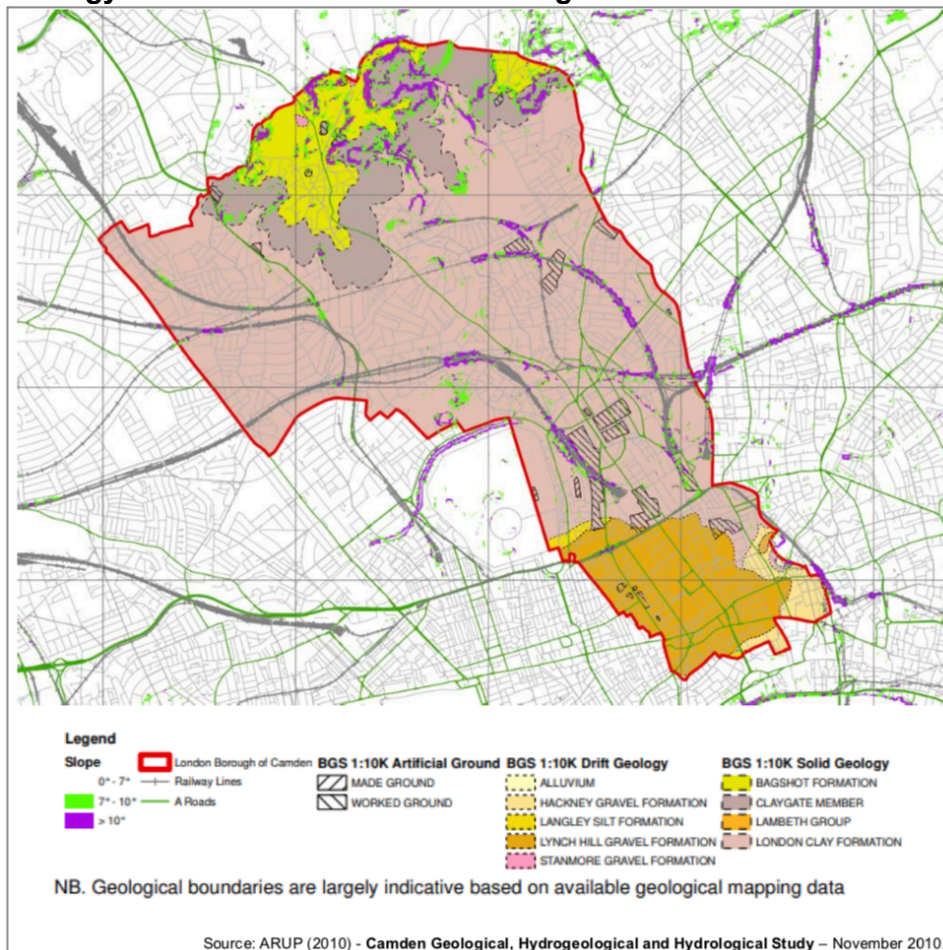 Legend
Slope
0° - 7°
7° - 10°
> 10°
London Borough of Camden
Railway Lines
A Roads
BGS 1:10K Artificial Ground
MADE GROUND
WORKED GROUND
BGS 1:10K Drift Geology
ALLUVIUM
HACKNEY GRAVEL FORMATION
LANGLEY SILT FORMATION
LYNCH HILL GRAVEL FORMATION
STANMORE GRAVEL FORMATION
BGS 1:10K Solid Geology
BAGSHOT FORMATION
CLAYGATE MEMBER
LAMBETH GROUP
LONDON CLAY FORMATION
NB. Geological boundaries are largely indicative based on available geological mapping data
Source: ARUP (2010) - Camden Geological, Hydrogeological and Hydrological Study – November 2010